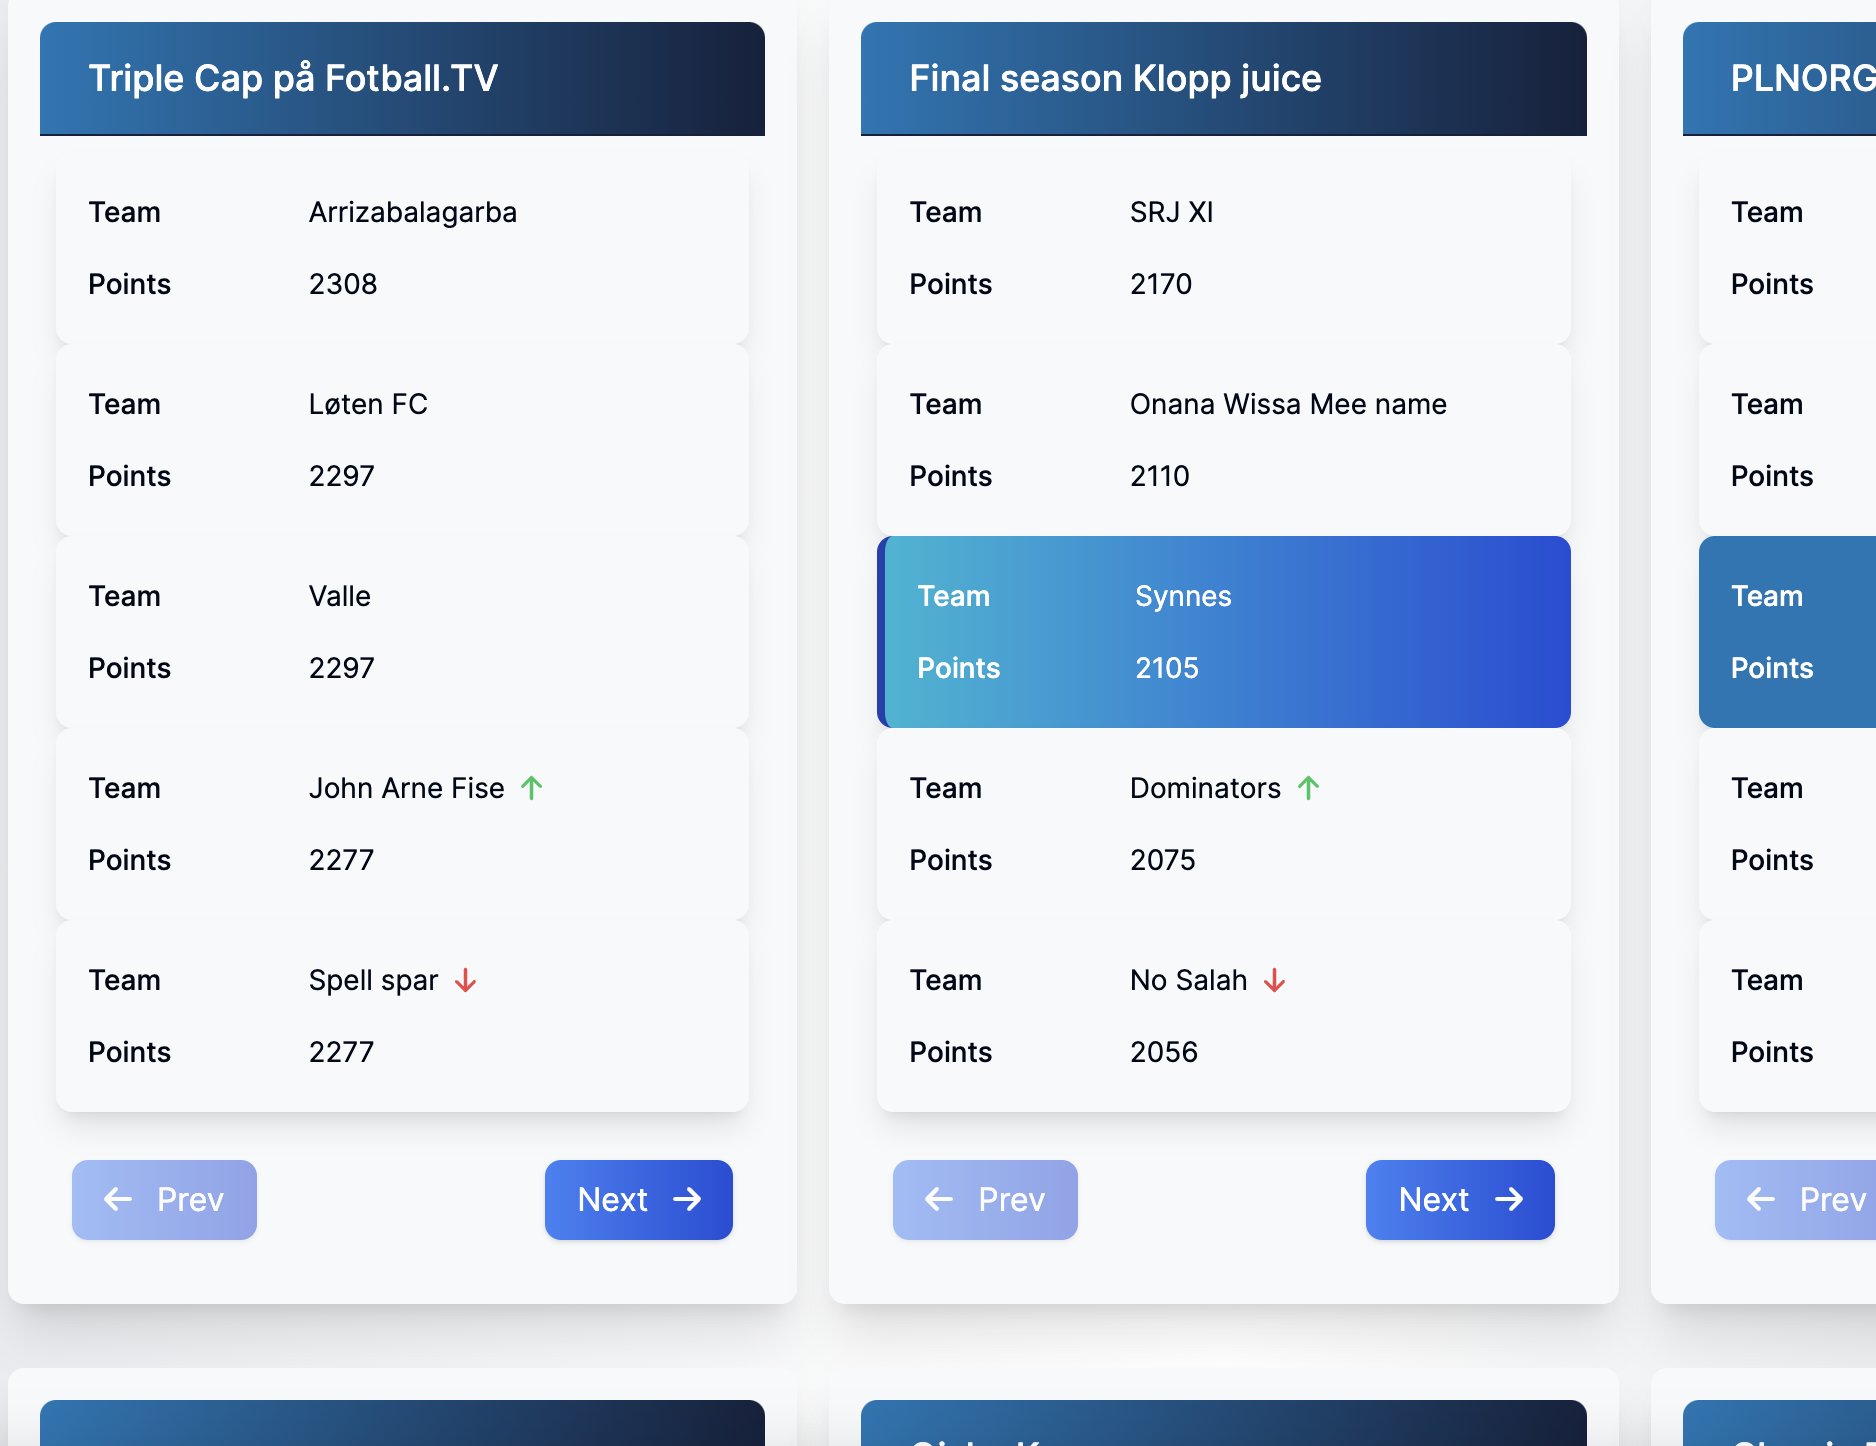 Triple Cap på Fotball.TV
Team Arrizabalagarba
Points 2308
Team Løten FC
Points 2297
Team Valle
Points 2297
Team John Arne Fise
Points 2277
Team Spell spar
Points 2277
Prev Next
Final season Klopp juice
Team SRJ XI
Points 2170
Team Onana Wissa Mee name
Points 2110
Team Synnes
Points 2105
Team Dominators
Points 2075
Team No Salah
Points 2056
Prev Next
PLNORG
Team
Points
Team
Points
Team
Points
Team
Points
Team
Points
Prev